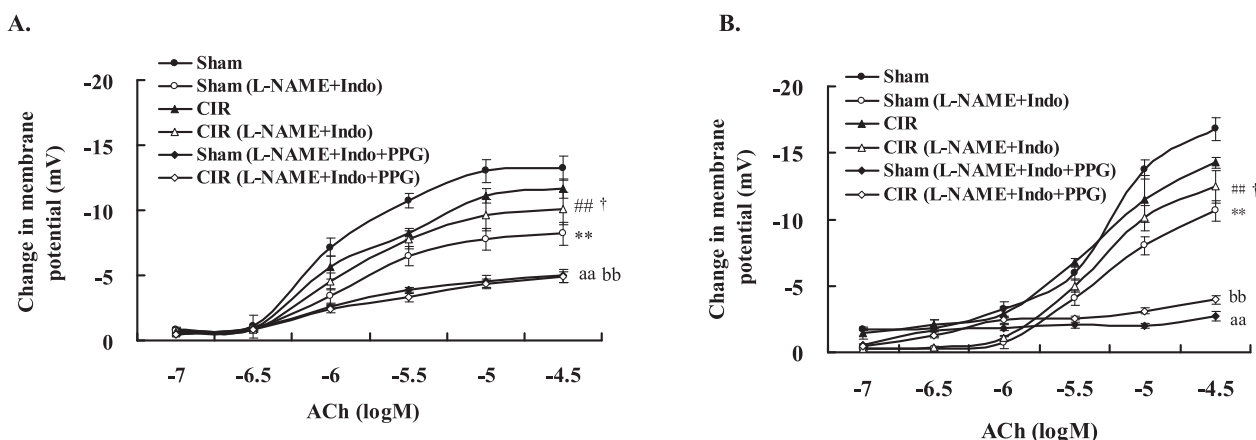 A.
Sham
Sham (L-NAME+Indo)
CIR
CIR (L-NAME+Indo)
Sham (L-NAME+Indo+PPG)
CIR (L-NAME+Indo+PPG)
Change in membrane
potential (mV)
-20
-15
-10
-5
0
## †
**
aa bb
-7
-6.5
-6
-5.5
-5
-4.5
ACh (logM)
B.
Sham
Sham (L-NAME+Indo)
CIR
CIR (L-NAME+Indo)
Sham (L-NAME+Indo+PPG)
CIR (L-NAME+Indo+PPG)
Change in membrane
potential (mV)
-20
-15
-10
-5
0
## †
**
bb
aa
-7
-6.5
-6
-5.5
-5
-4.5
ACh (logM)